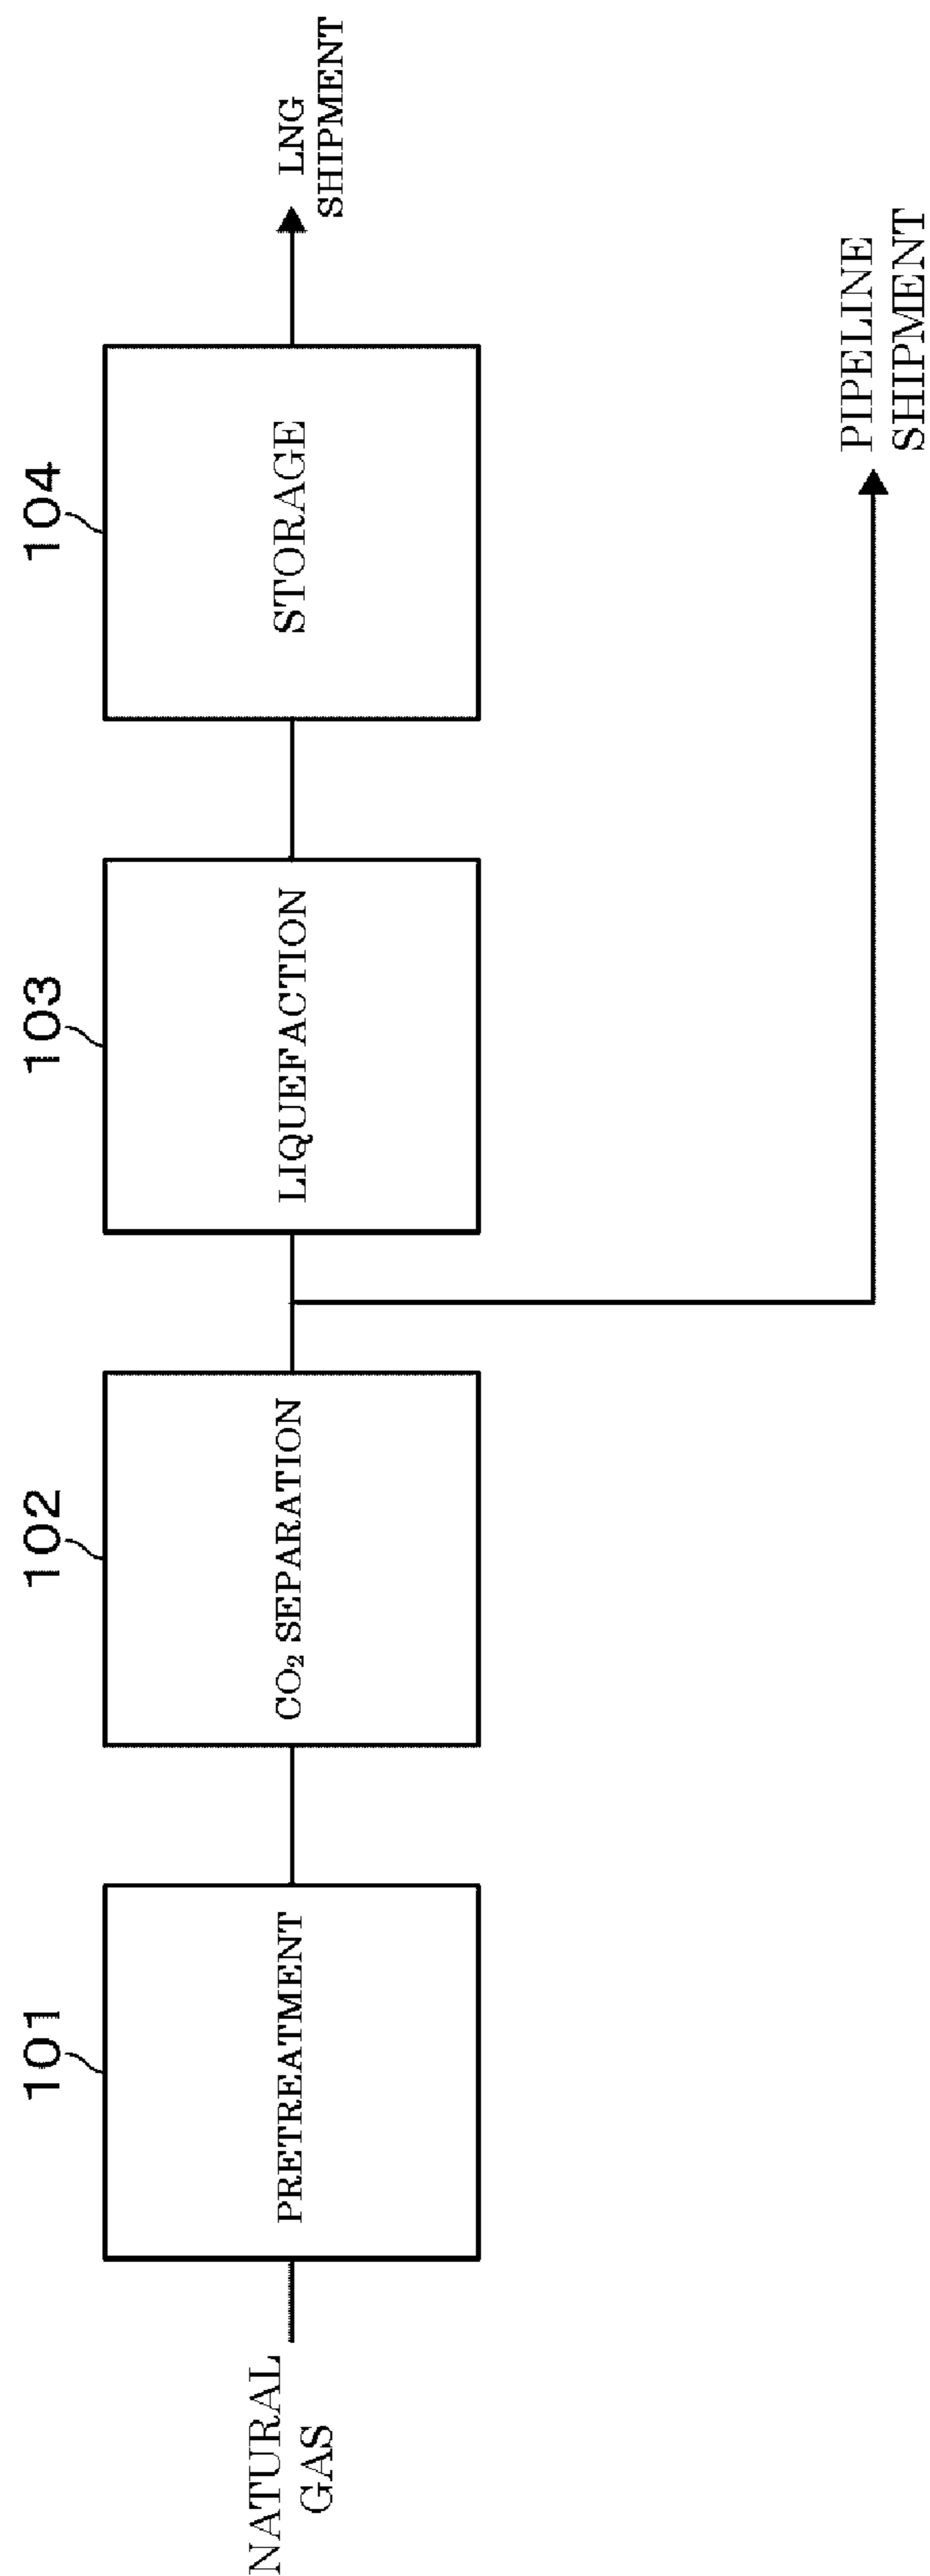 101
102
103
104
NATURAL
GAS
PRETREATMENT
CO₂ SEPARATION
LIQUEFACTION
STORAGE
LNG
SHIPMENT
PIPELINE
SHIPMENT